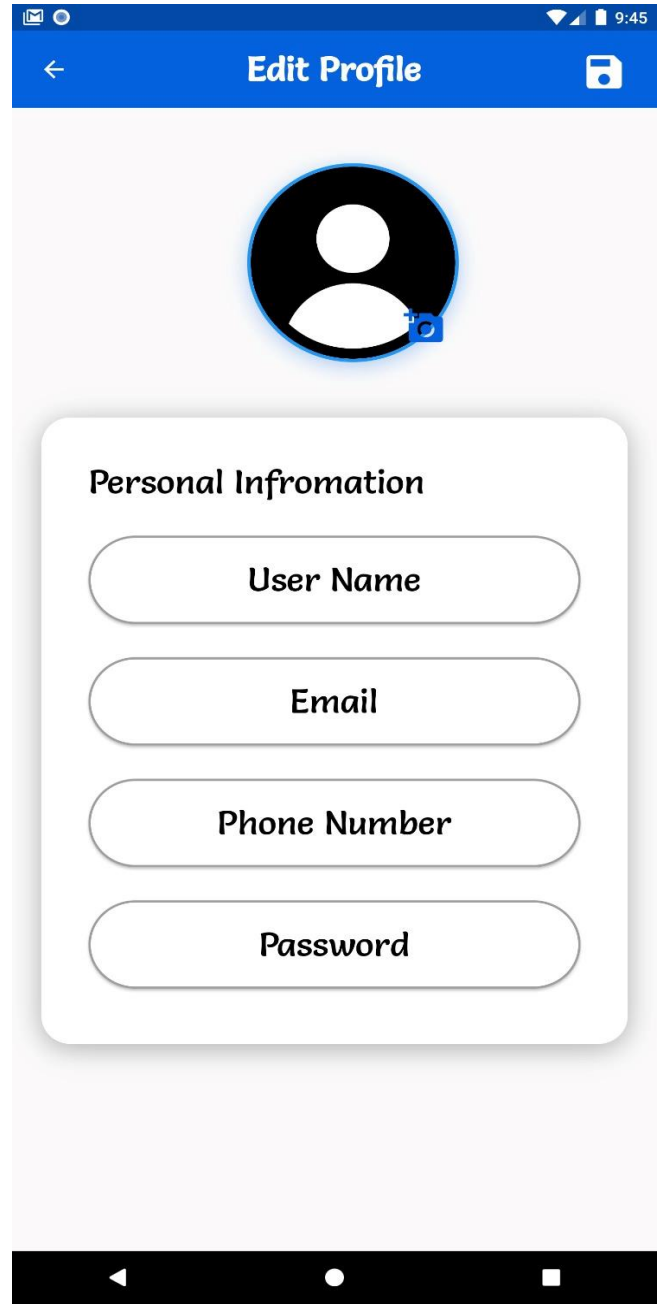 9:45
Edit Profile
Personal Infromation
User Name
Email
Phone Number
Password